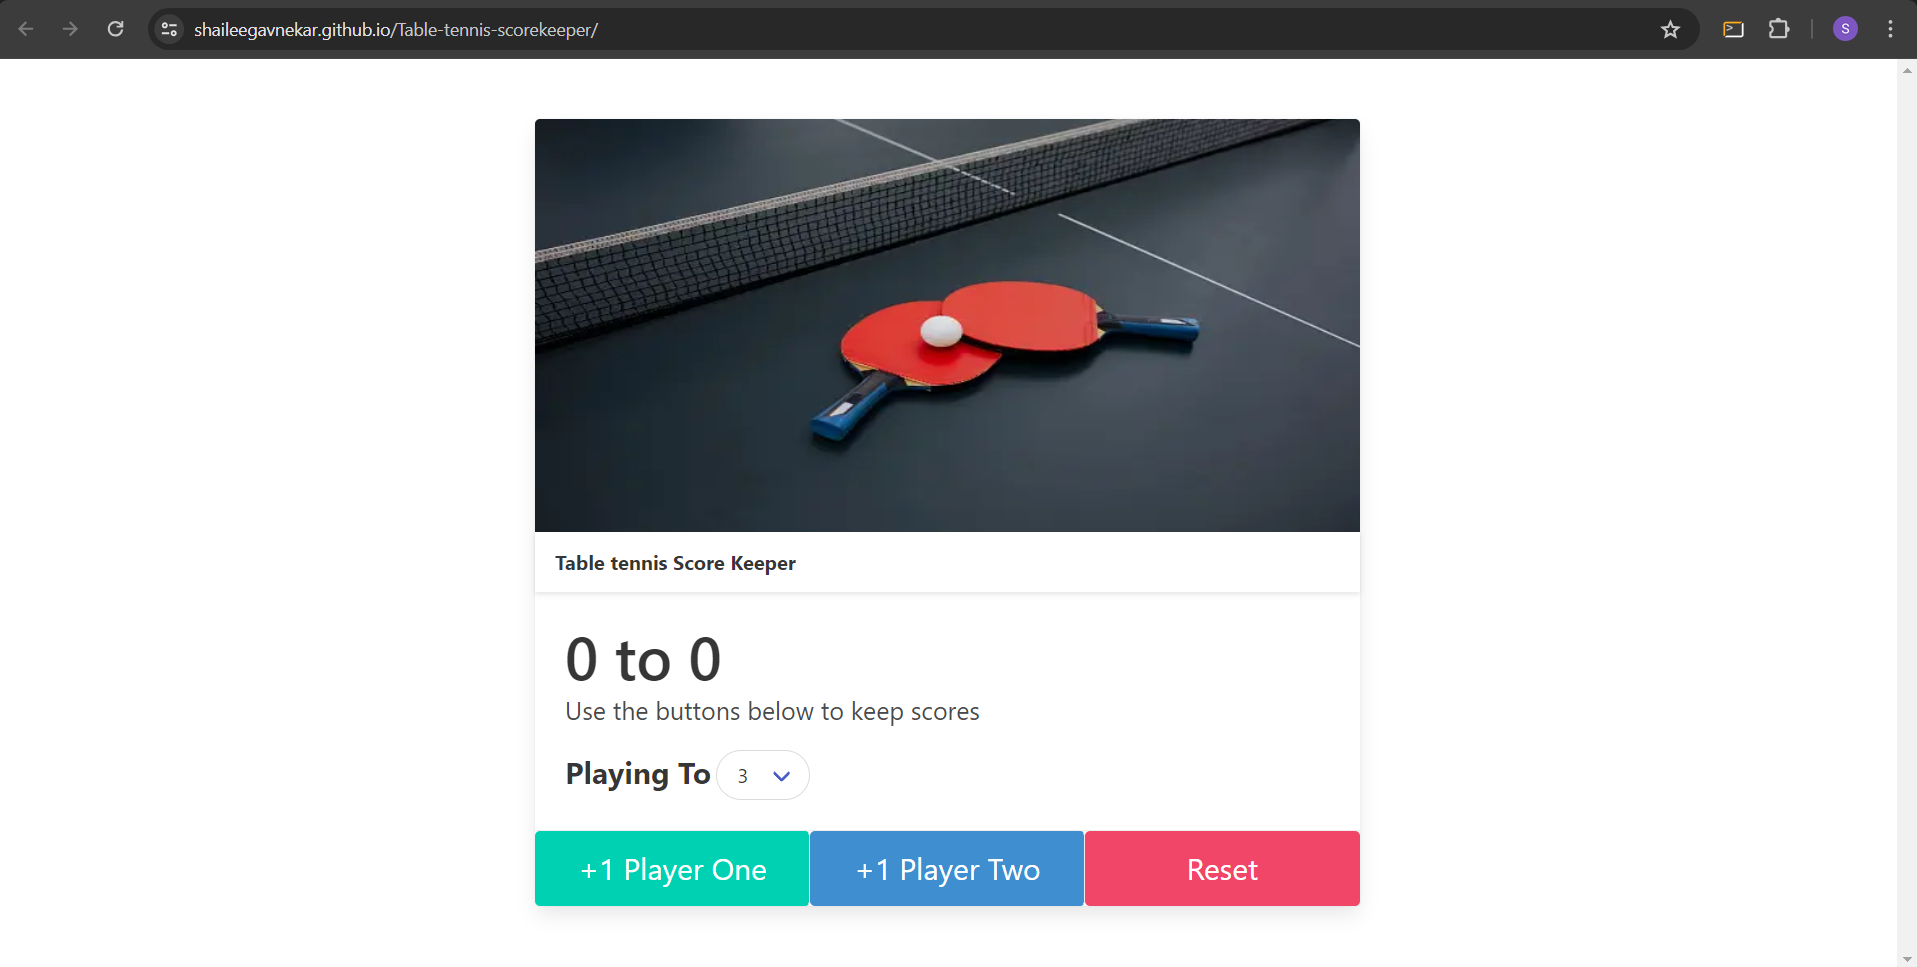 shaileegavnekar.github.io/Table-tennis-scorekeeper/
S
Table tennis Score Keeper
0 to 0
Use the buttons below to keep scores
Playing To 3
+1 Player One +1 Player Two Reset